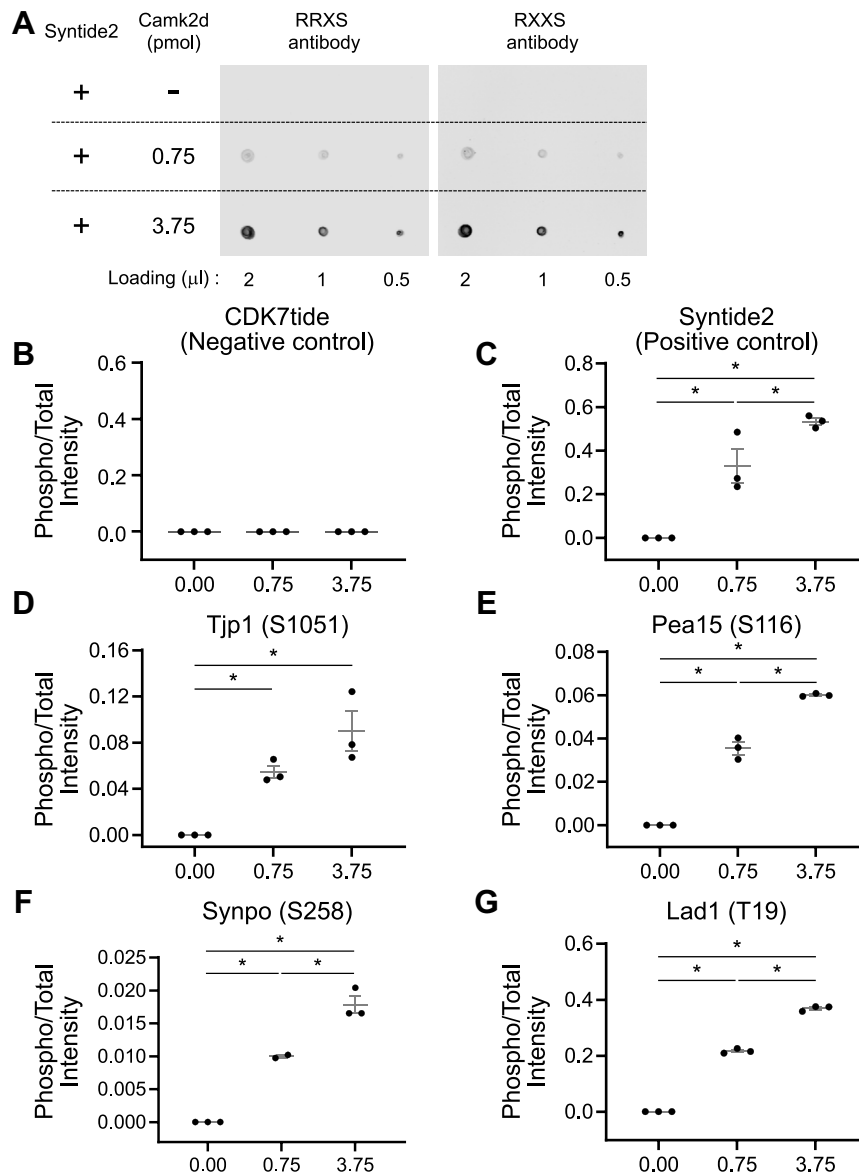 A
Syntide2
Camk2d
(pmol)
RRXS
antibody
RXXS
antibody
+ -
+ 0.75
+ 3.75
Loading (μl) : 2 1 0.5 2 1 0.5
B
CDK7tide
(Negative control)
Phospho/Total
Intensity
0.6
0.4
0.2
0.0
0.00 0.75 3.75
C
Syntide2
(Positive control)
Phospho/Total
Intensity
0.8
0.6
0.4
0.2
0.0
*
* *
0.00 0.75 3.75
D
Tjp1 (S1051)
Phospho/Total
Intensity
0.16
0.12
0.08
0.04
0.00
*
*
0.00 0.75 3.75
E
Pea15 (S116)
Phospho/Total
Intensity
0.08
0.06
0.04
0.02
0.00
*
* *
0.00 0.75 3.75
F
Synpo (S258)
Phospho/Total
Intensity
0.025
0.020
0.015
0.010
0.005
0.000
*
* *
0.00 0.75 3.75
G
Lad1 (T19)
Phospho/Total
Intensity
0.6
0.4
0.2
0.0
*
* *
0.00 0.75 3.75